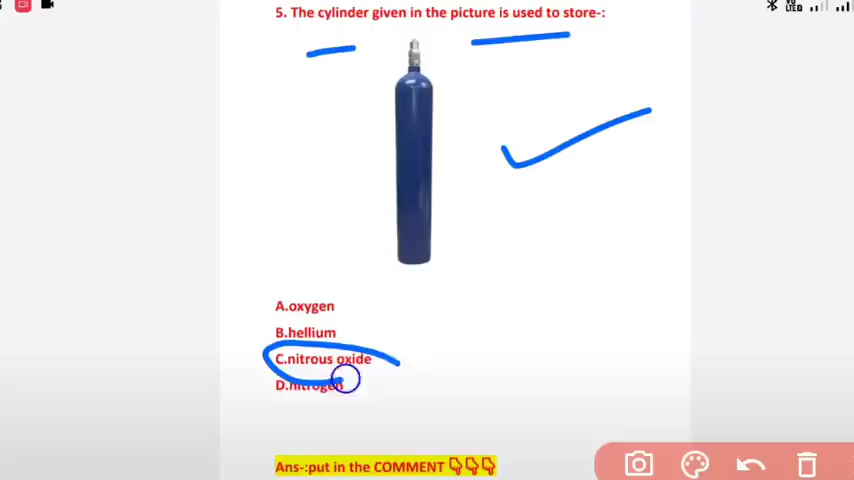 5. The cylinder given in the picture is used to store-:
A.oxygen
B.hellium
C.nitrous oxide
D.nitrogen
Ans-:put in the COMMENT